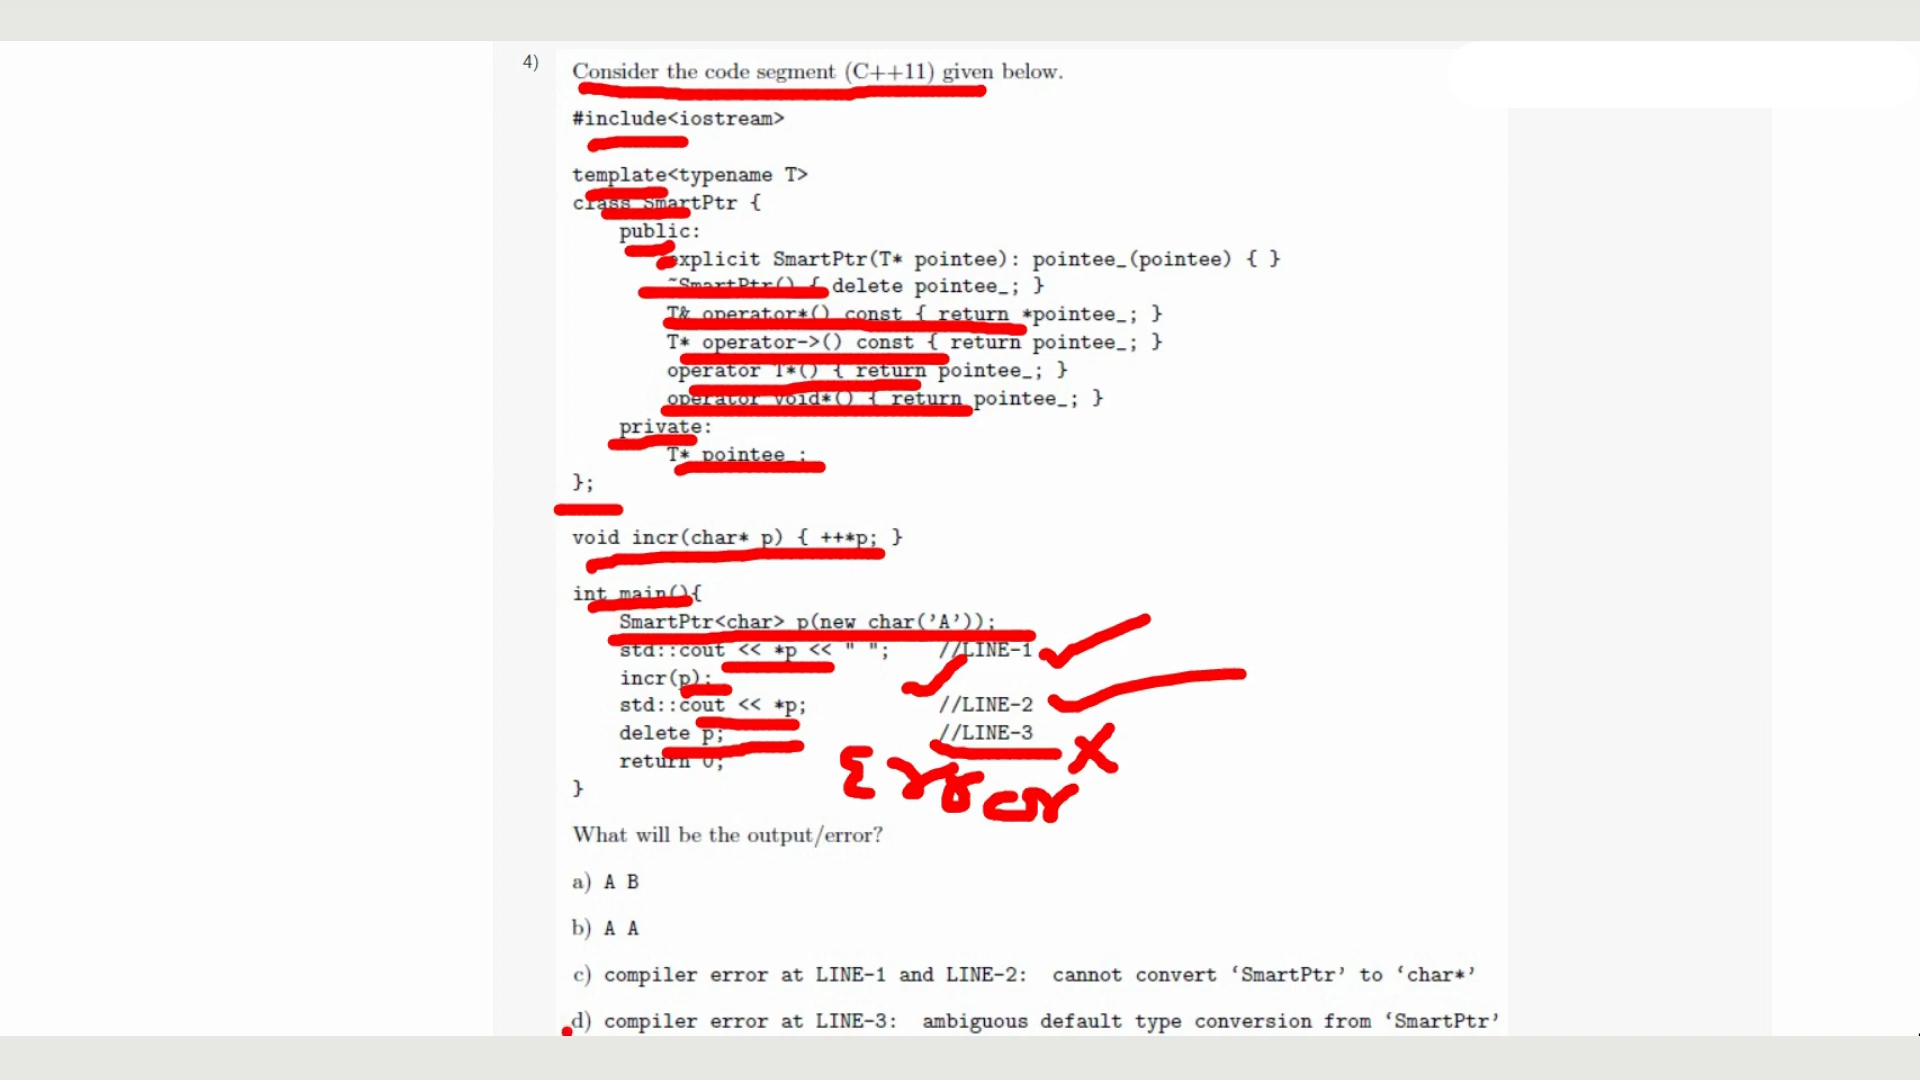 4)
Consider the code segment (C++11) given below.
#include<iostream>
template<typename T>
class SmartPtr {
public:
explicit SmartPtr(T* pointee): pointee_(pointee) { }
~SmartPtr() { delete pointee_; }
T& operator*() const { return *pointee_; }
T* operator->() const { return pointee_; }
operator T*() { return pointee_; }
operator void*() { return pointee_; }
private:
T* pointee_;
};
void incr(char* p) { ++*p; }
int main(){
SmartPtr<char> p(new char('A'));
std::cout << *p << " "; //LINE-1
incr(p);
std::cout << *p; //LINE-2
delete p; //LINE-3
return 0;
Error
}
What will be the output/error?
a) A B
b) A A
c) compiler error at LINE-1 and LINE-2: cannot convert ‘SmartPtr’ to ‘char*’
d) compiler error at LINE-3: ambiguous default type conversion from ‘SmartPtr’